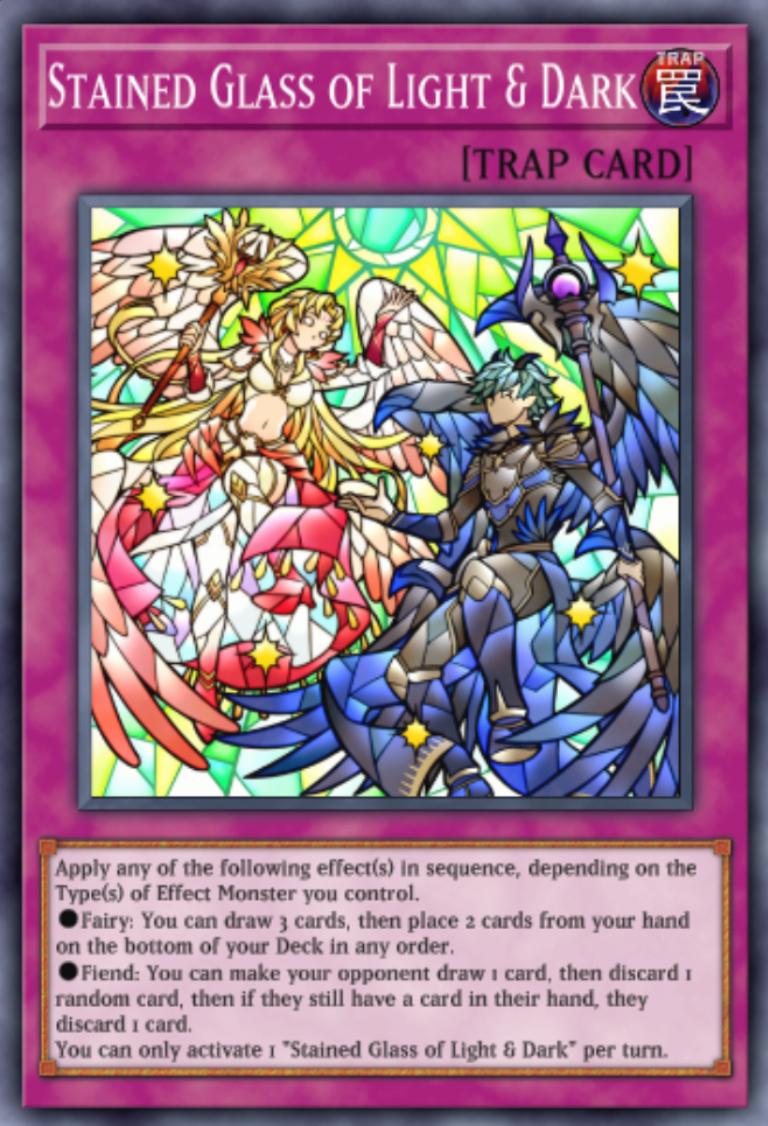 STAINED GLASS OF LIGHT & DARK
TRAP
罠
[TRAP CARD]
Apply any of the following effect(s) in sequence, depending on the
Type(s) of Effect Monster you control.
●Fairy: You can draw 3 cards, then place 2 cards from your hand
on the bottom of your Deck in any order.
●Fiend: You can make your opponent draw 1 card, then discard 1
random card, then if they still have a card in their hand, they
discard 1 card.
You can only activate 1 "Stained Glass of Light & Dark" per turn.